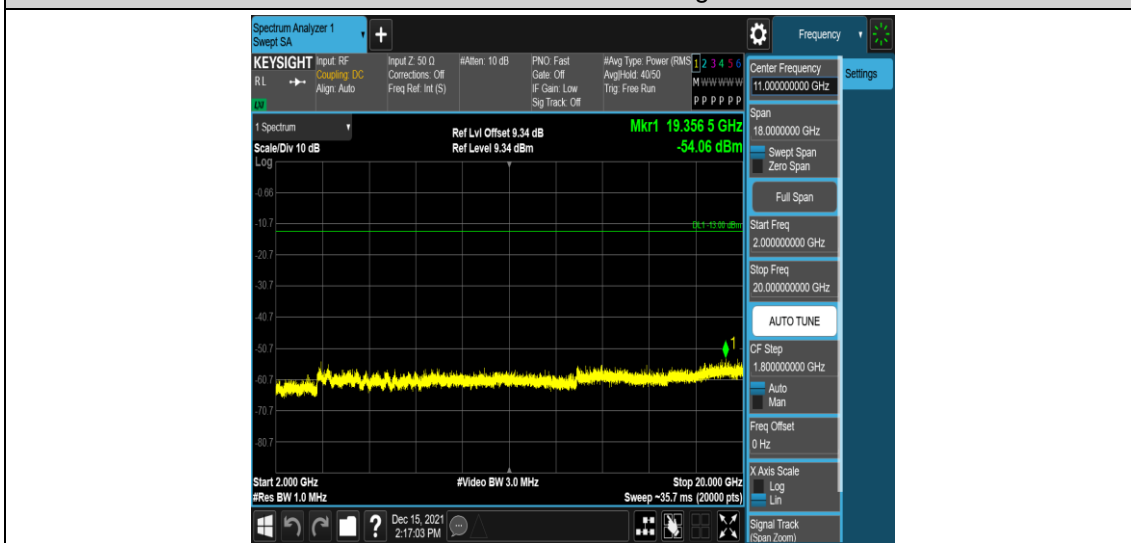 Spectrum Analyzer 1
Swept SA
+
Frequency
KEYSIGHT
RL
LXI
Input: RF
Coupling: DC
Align: Auto
Input Z: 50 Ω
Corrections: Off
Freq Ref: Int (S)
#Atten: 10 dB
PNO: Fast
Gate: Off
IF Gain: Low
Sig Track: Off
#Avg Type: Power (RMS
Avg|Hold: 40/50
Trig: Free Run
1 2 3 4 5 6
M W W W W W
P P P P P P
1 Spectrum
Scale/Div 10 dB
Log
Ref Lvl Offset 9.34 dB
Ref Level 9.34 dBm
Mkr1 19.356 5 GHz
-54.06 dBm
-0.66
-10.7
-20.7
-30.7
-40.7
-50.7
-60.7
-70.7
-80.7
DL1 -13.00 dBm
1
Start 2.000 GHz
#Res BW 1.0 MHz
#Video BW 3.0 MHz
Stop 20.000 GHz
Sweep ~35.7 ms (20000 pts)
?
Dec 15, 2021
2:17:03 PM
Center Frequency
11.000000000 GHz
Settings
Span
18.0000000 GHz
Swept Span
Zero Span
Full Span
Start Freq
2.000000000 GHz
Stop Freq
20.000000000 GHz
AUTO TUNE
CF Step
1.800000000 GHz
Auto
Man
Freq Offset
0 Hz
X Axis Scale
Log
Lin
Signal Track
(Span Zoom)